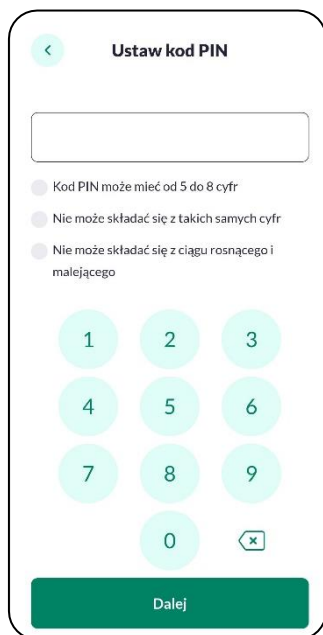 Ustaw kod PIN
Kod PIN może mieć od 5 do 8 cyfr
Nie może składać się z takich samych cyfr
Nie może składać się z ciągu rosnącego i
malejącego
1 2 3
4 5 6
7 8 9
0
Dalej